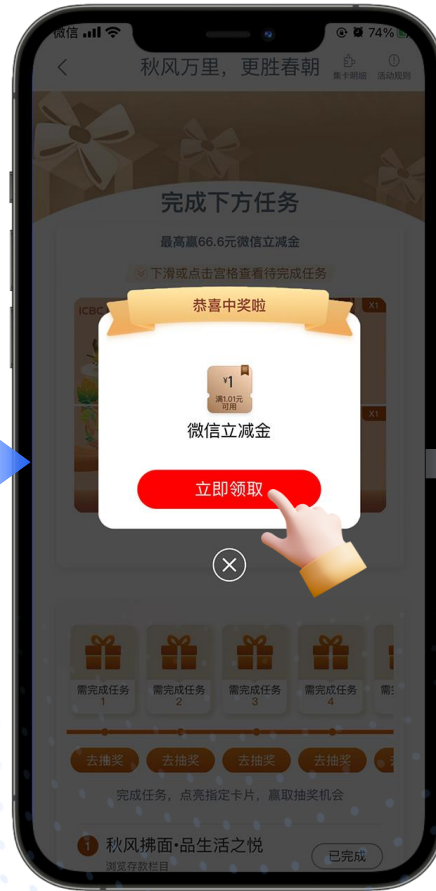 微信
74%
秋风万里，更胜春朝
集卡明细
活动规则
完成下方任务
最高赢66.6元微信立减金
下滑或点击宫格查看待完成任务
ICBC
X1
恭喜中奖啦
¥1
满1.01元
可用
微信立减金
X1
立即领取
需完成任务
1
需完成任务
2
需完成任务
3
需完成任务
4
去抽奖
去抽奖
去抽奖
去抽奖
完成任务，点亮指定卡片，赢取抽奖机会
1 秋风拂面·品生活之悦
浏览存款栏目
已完成